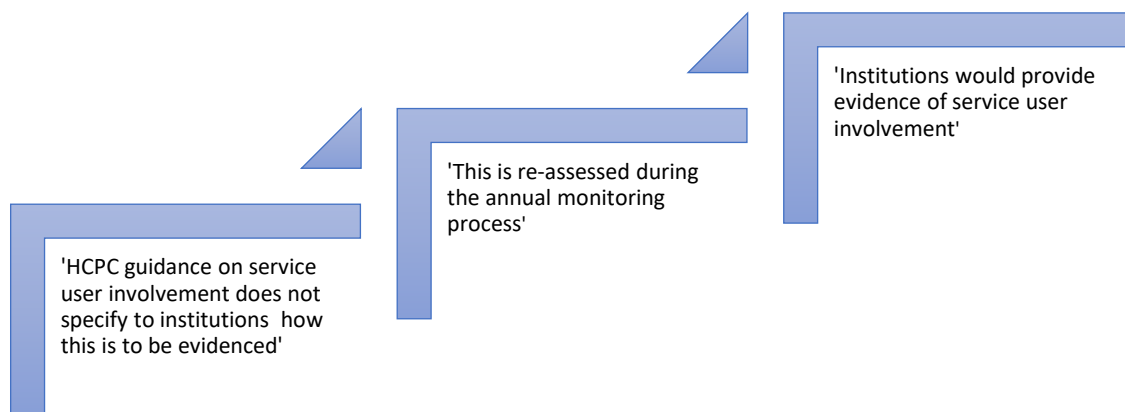 'HCPC guidance on service
user involvement does not
specify to institutions  how
this is to be evidenced'
'This is re-assessed during
the annual monitoring
process'
'Institutions would provide
evidence of service user
involvement'